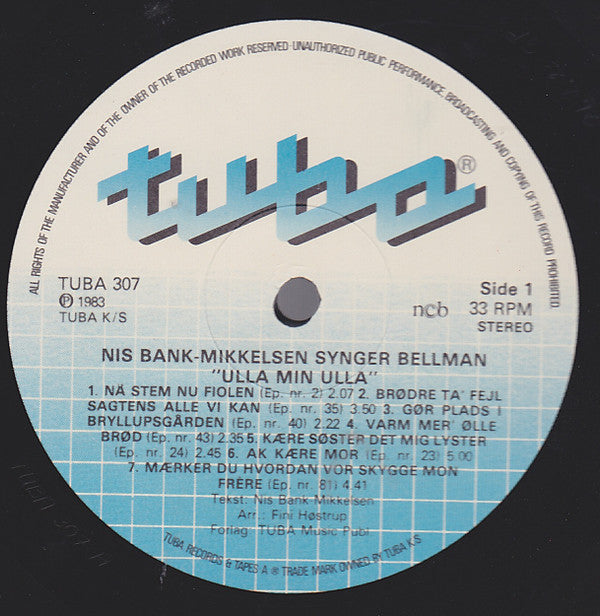 ALL RIGHTS OF THE MANUFACTURER AND OF THE OWNER OF THE RECORDED WORK RESERVED · UNAUTHORIZED PUBLIC PERFORMANCE, BROADCASTING AND COPYING OF THIS RECORD PROHIBITED.
tuba®
TUBA 307
Ⓟ 1983
TUBA K/S
Side 1
ncb 33 RPM
STEREO
NIS BANK-MIKKELSEN SYNGER BELLMAN
"ULLA MIN ULLA"
1. NÅ STEM NU FIOLEN (Ep. nr. 2) 2.07 2. BRØDRE TA' FEJL
SAGTENS ALLE VI KAN (Ep. nr. 35) 3.50 3. GØR PLADS I
BRYLLUPSGÅRDEN (Ep. nr. 40) 2.22 4. VARM MER' ØLLE
BRØD (Ep. nr. 43) 2.35 5. KÆRE SØSTER DET MIG LYSTER
(Ep. nr. 24) 2.45 6. AK KÆRE MOR (Ep. nr. 23) 5.00
7. MÆRKER DU HVORDAN VOR SKYGGE MON
FRÈRE (Ep. nr. 81) 4.41
Tekst: Nis Bank Mikkelsen
Arr.: Fini Høstrup
Forlag: TUBA Music Publ
TUBA RECORDS & TAPES A ® TRADE MARK OWNED BY TUBA K/S